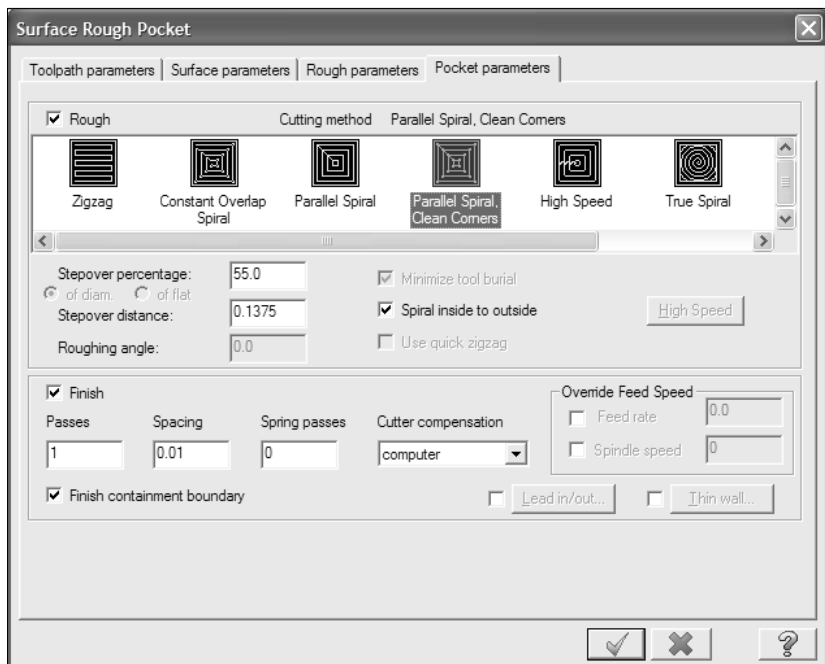 Surface Rough Pocket
Toolpath parameters Surface parameters Rough parameters Pocket parameters
Rough Cutting method Parallel Spiral, Clean Corners
Zigzag Constant Overlap Spiral Parallel Spiral Parallel Spiral, Clean Corners High Speed True Spiral
Stepover percentage: 55.0 Minimize tool burial
of diam. of flat
Stepover distance: 0.1375 Spiral inside to outside High Speed
Roughing angle: 0.0 Use quick zigzag
Finish Override Feed Speed
Feed rate 0.0
Passes Spacing Spring passes Cutter compensation
1 0.01 0 computer Spindle speed 0
Finish containment boundary Lead in/out... Thin wall...
?